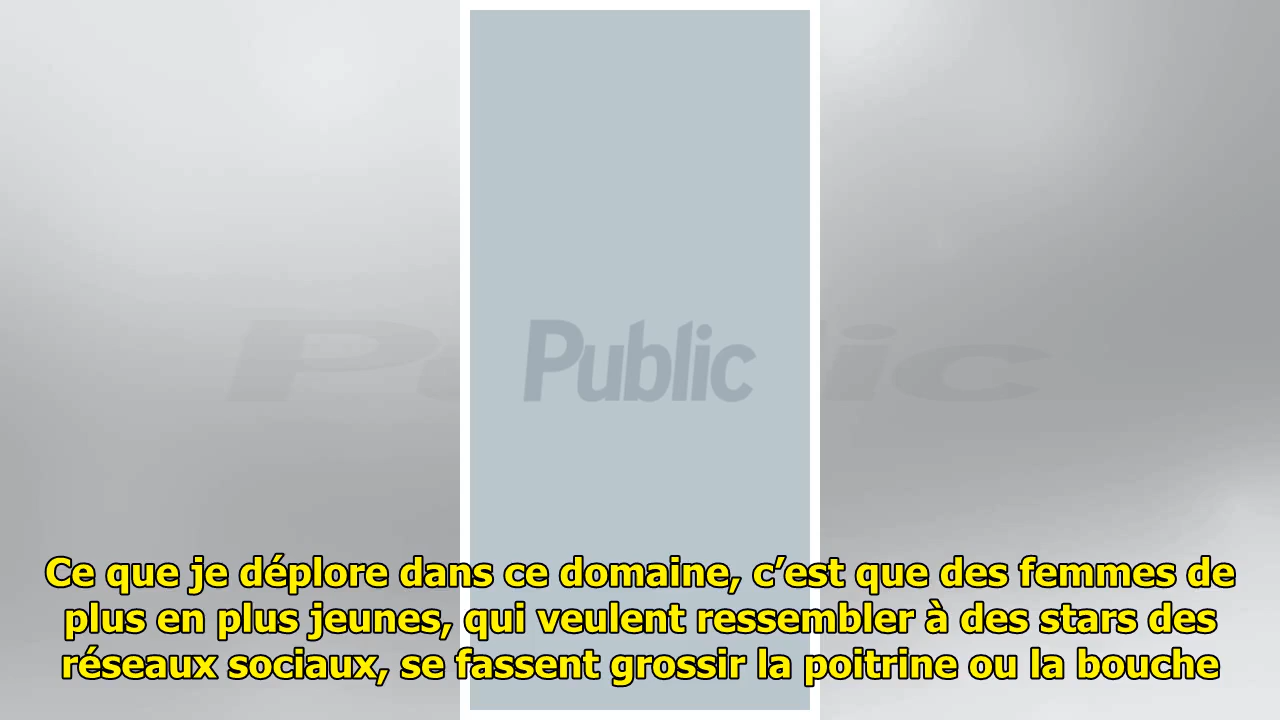 Public
Ce que je déplore dans ce domaine, c’est que des femmes de
plus en plus jeunes, qui veulent ressembler à des stars des
réseaux sociaux, se fassent grossir la poitrine ou la bouche